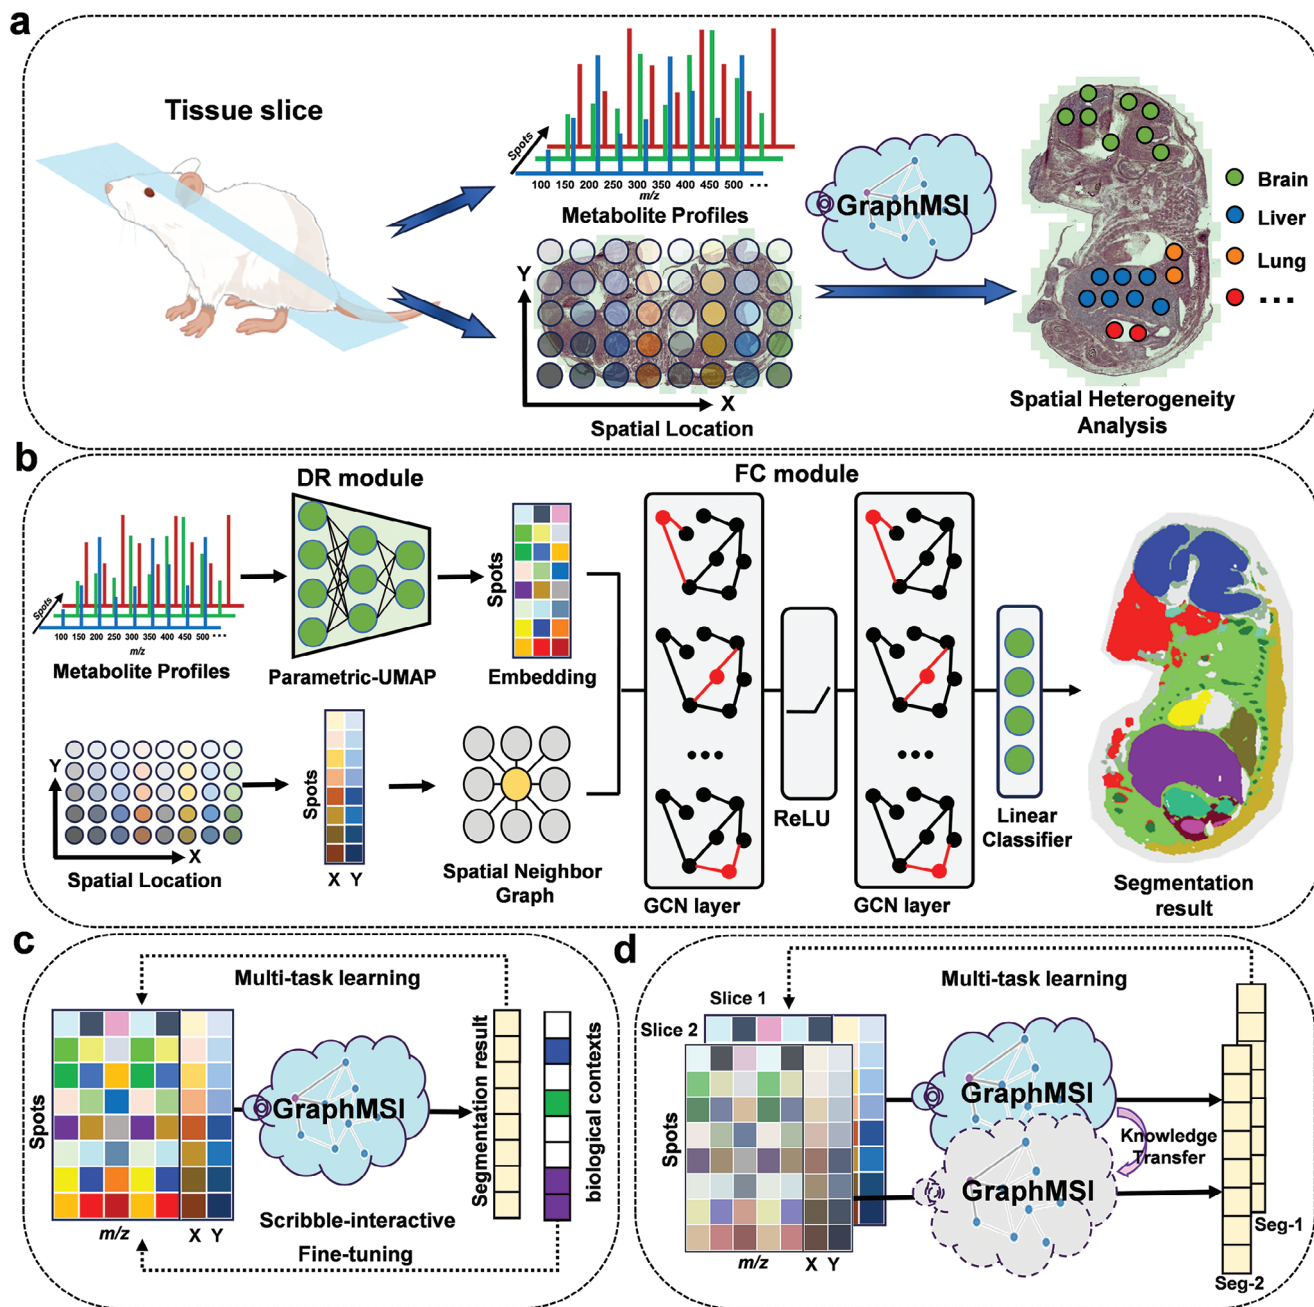 a
Tissue slice
Spots
100 150 200 250 300 350 400 450 500 ...
m/z
Metabolite Profiles
Y
X
Spatial Location
GraphMSI
Brain
Liver
Lung
...
Spatial Heterogeneity
Analysis
b
DR module
FC module
Spots
100 150 200 250 300 350 400 450 500 ...
m/z
Metabolite Profiles
Parametric-UMAP
Spots
Embedding
Y
X
Spatial Location
Spots
X Y
Spatial Neighbor
Graph
...
GCN layer
ReLU
...
GCN layer
Linear
Classifier
Segmentation
result
c
Multi-task learning
Spots
m/z
X Y
GraphMSI
Segmentation result
biological contexts
Scribble-interactive
Fine-tuning
d
Multi-task learning
Slice 1
Slice 2
Spots
m/z
X Y
GraphMSI
Knowledge
Transfer
GraphMSI
Seg-1
Seg-2